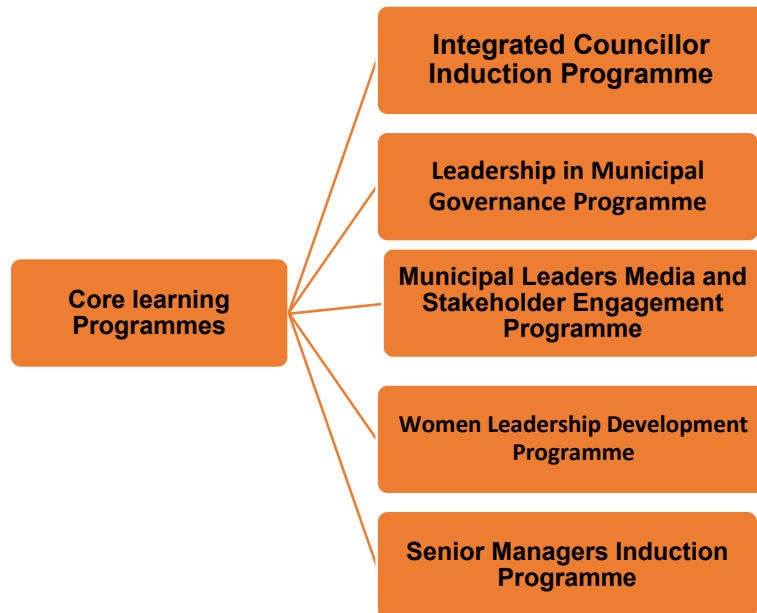 Integrated Councillor
Induction Programme
Leadership in Municipal
Governance Programme
Core learning
Programmes
Municipal Leaders Media and
Stakeholder Engagement
Programme
Women Leadership Development
Programme
Senior Managers Induction
Programme